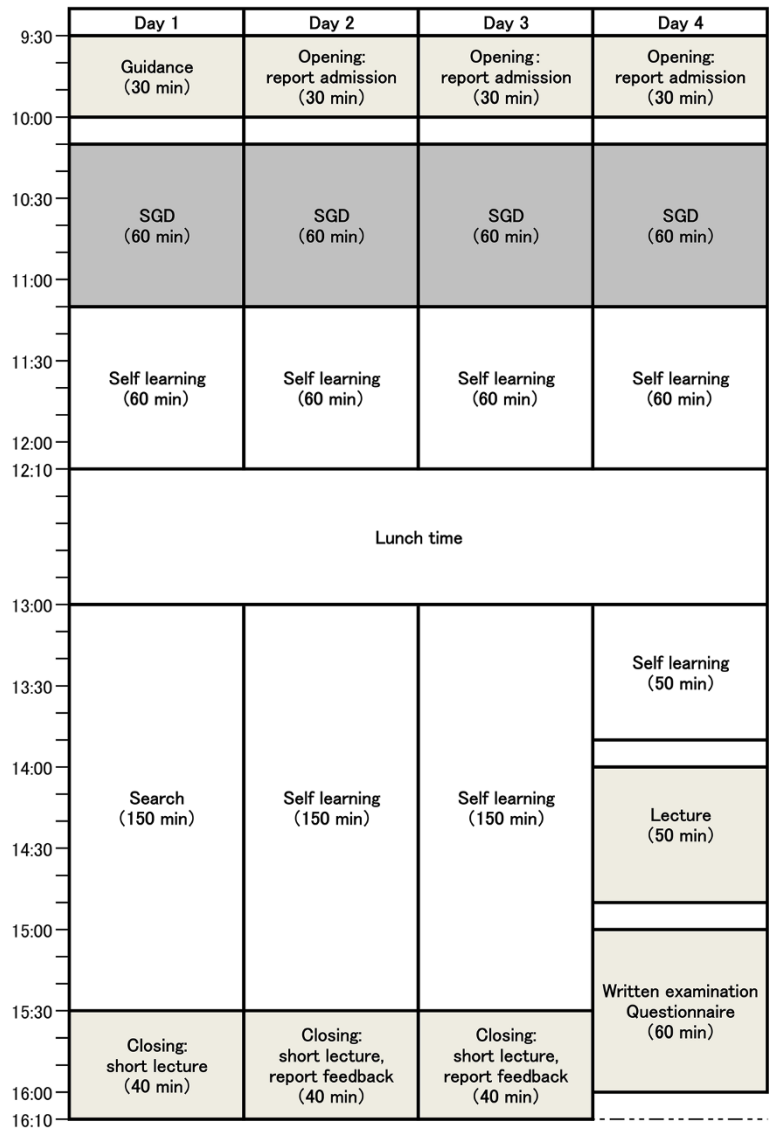 Day 1
Day 2
Day 3
Day 4
9:30
Guidance
(30 min)
Opening:
report admission
(30 min)
Opening:
report admission
(30 min)
Opening:
report admission
(30 min)
10:00
10:30
SGD
(60 min)
SGD
(60 min)
SGD
(60 min)
SGD
(60 min)
11:00
11:30
Self learning
(60 min)
Self learning
(60 min)
Self learning
(60 min)
Self learning
(60 min)
12:00
12:10
Lunch time
13:00
13:30
Self learning
(50 min)
14:00
Search
(150 min)
Self learning
(150 min)
Self learning
(150 min)
Lecture
(50 min)
14:30
15:00
Written examination
Questionnaire
(60 min)
15:30
Closing:
short lecture
(40 min)
Closing:
short lecture,
report feedback
(40 min)
Closing:
short lecture,
report feedback
(40 min)
16:00
16:10